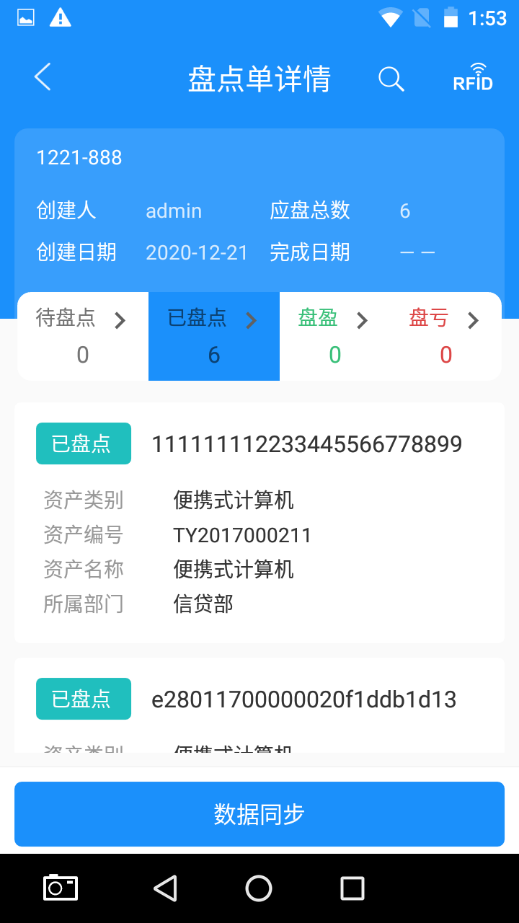 1:53
盘点单详情
RFID
1221-888
创建人 admin 应盘总数 6
创建日期 2020-12-21 完成日期 — —
待盘点 已盘点 盘盈 盘亏
0 6 0 0
已盘点 111111112233445566778899
资产类别 便携式计算机
资产编号 TY2017000211
资产名称 便携式计算机
所属部门 信贷部
已盘点 e28011700000020f1ddb1d13
资产类别 便携式计算机
数据同步